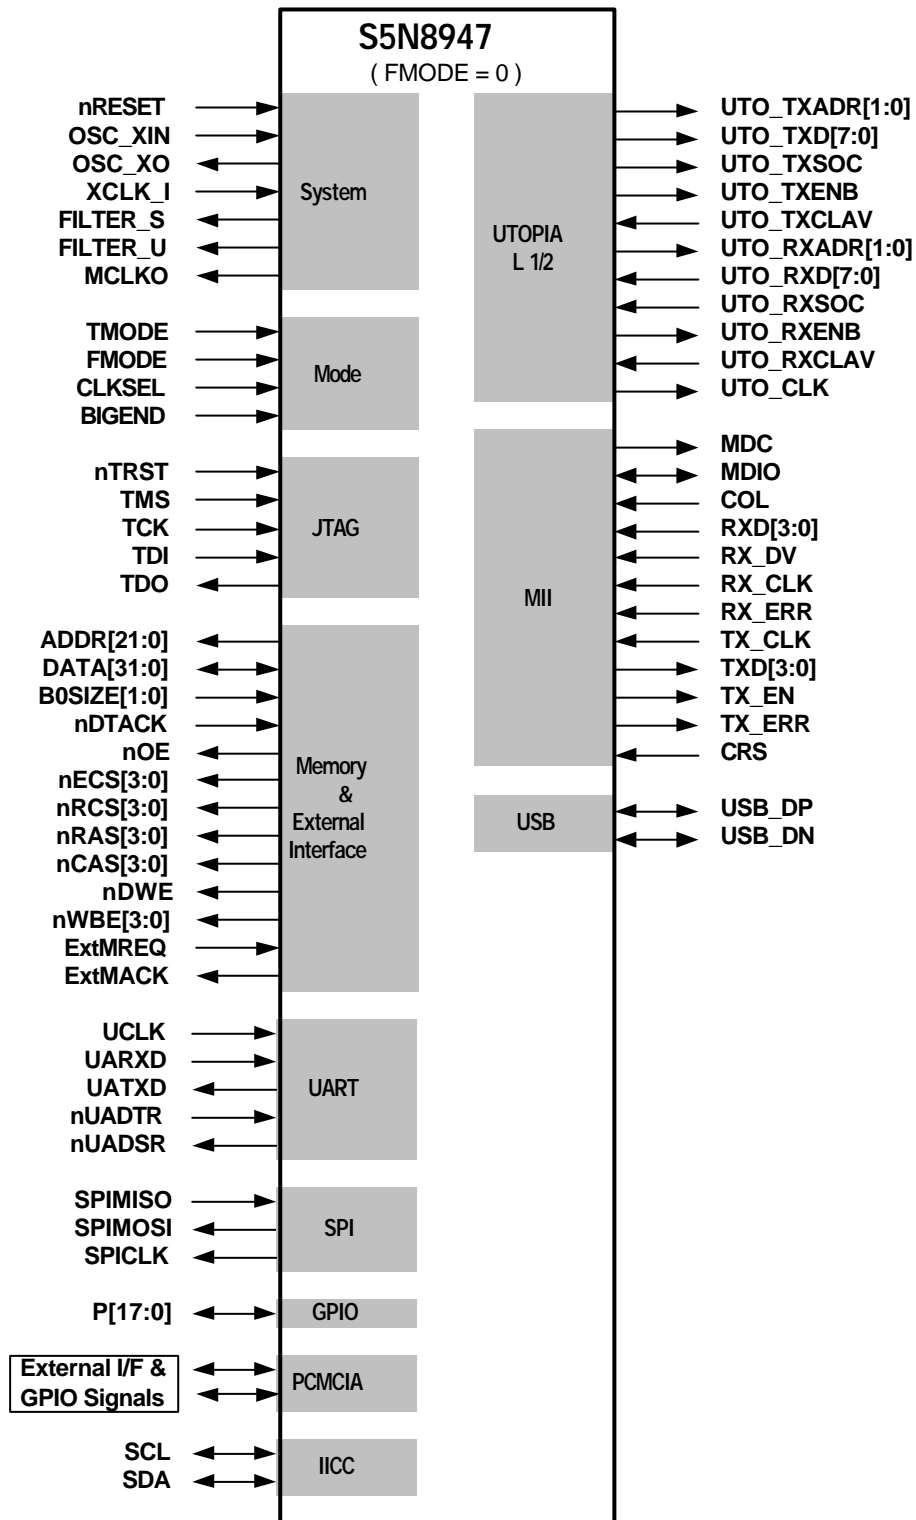 S5N8947
( FMODE = 0 )
nRESET
OSC_XIN
OSC_XO
XCLK_I
FILTER_S
FILTER_U
MCLKO
System
TMODE
FMODE
CLKSEL
BIGEND
Mode
nTRST
TMS
TCK
TDI
TDO
JTAG
ADDR[21:0]
DATA[31:0]
B0SIZE[1:0]
nDTACK
nOE
nECS[3:0]
nRCS[3:0]
nRAS[3:0]
nCAS[3:0]
nDWE
nWBE[3:0]
ExtMREQ
ExtMACK
Memory
&
External
Interface
UCLK
UARXD
UATXD
nUADTR
nUADSR
UART
SPIMISO
SPIMOSI
SPICLK
SPI
P[17:0]
GPIO
External I/F &
GPIO Signals
PCMCIA
SCL
SDA
IICC
UTOPIA
L 1/2
UTO_TXADR[1:0]
UTO_TXD[7:0]
UTO_TXSOC
UTO_TXENB
UTO_TXCLAV
UTO_RXADR[1:0]
UTO_RXD[7:0]
UTO_RXSOC
UTO_RXENB
UTO_RXCLAV
UTO_CLK
MII
MDC
MDIO
COL
RXD[3:0]
RX_DV
RX_CLK
RX_ERR
TX_CLK
TXD[3:0]
TX_EN
TX_ERR
CRS
USB
USB_DP
USB_DN